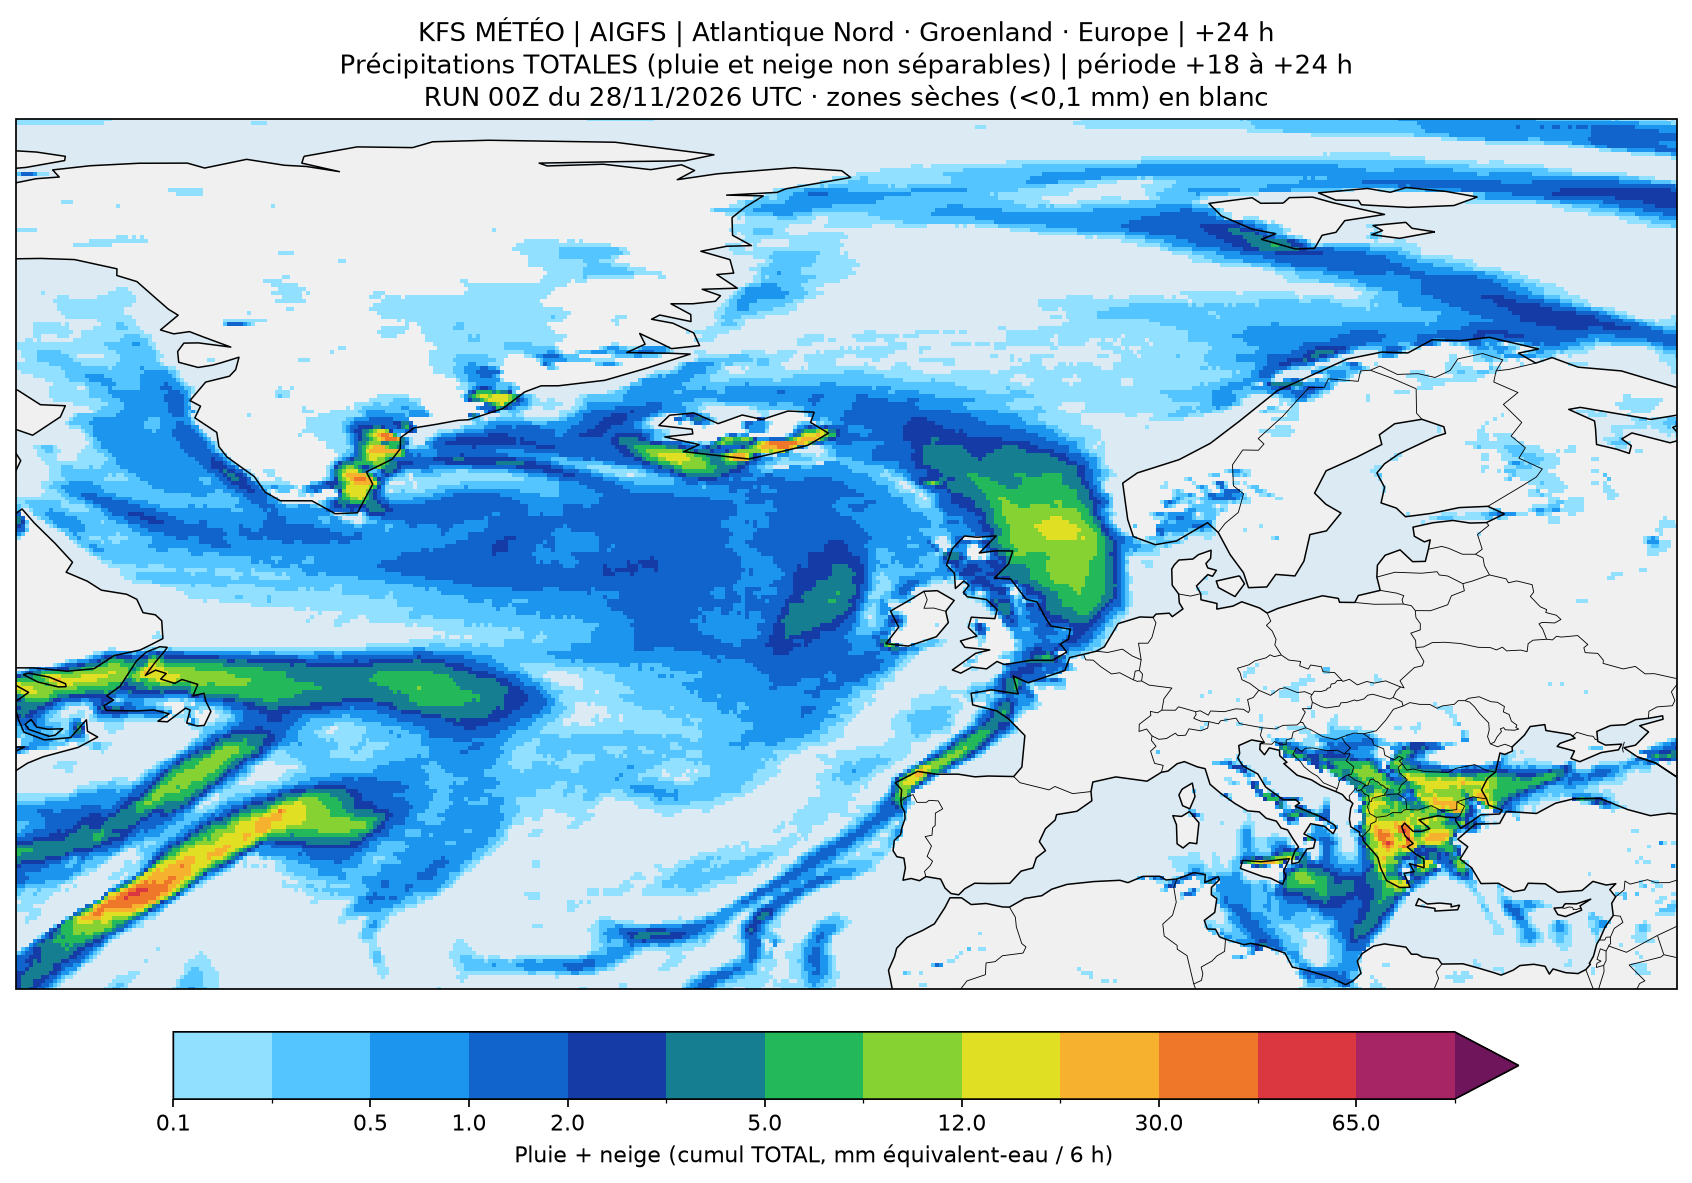 KFS MÉTÉO | AIGFS | Atlantique Nord · Groenland · Europe | +24 h
Précipitations TOTALES (pluie et neige non séparables) | période +18 à +24 h
RUN 00Z du 28/11/2026 UTC · zones sèches (<0,1 mm) en blanc
0.1 0.5 1.0 2.0 5.0 12.0 30.0 65.0
Pluie + neige (cumul TOTAL, mm équivalent-eau / 6 h)